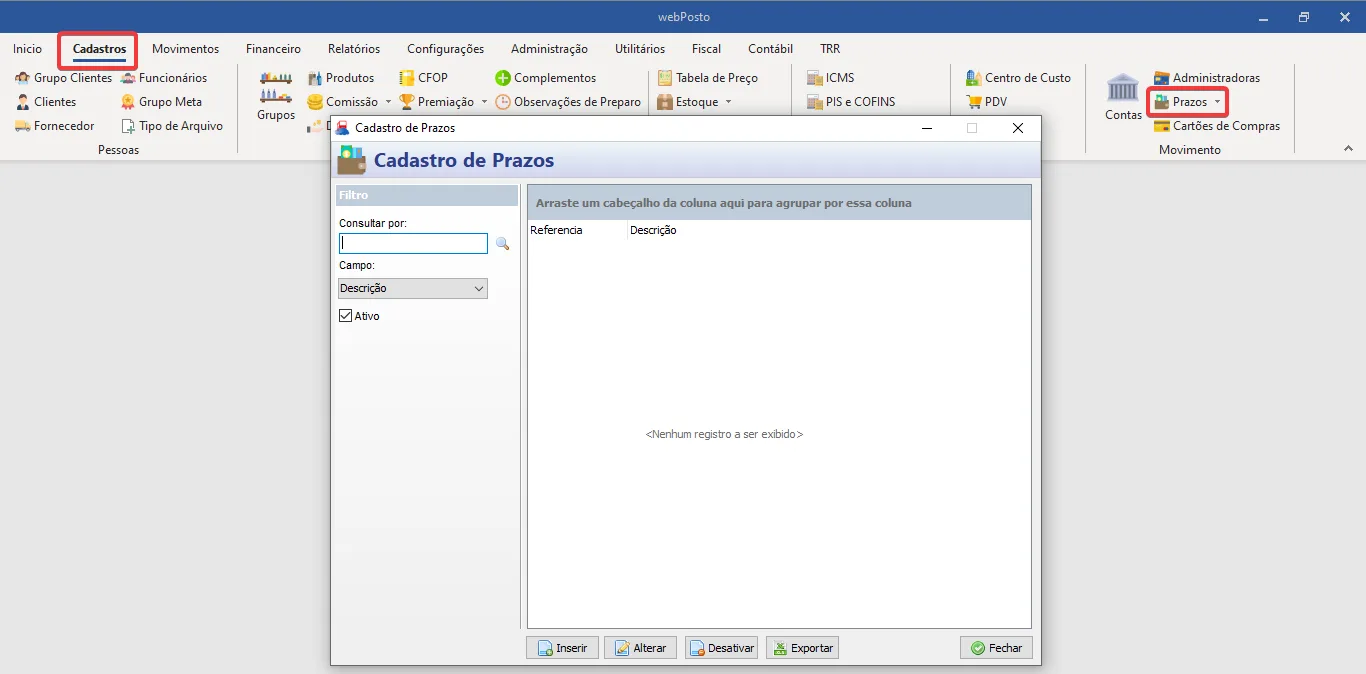 webPosto
Inicio Cadastros Movimentos Financeiro Relatórios Configurações Administração Utilitários Fiscal Contábil TRR
Grupo Clientes Funcionários Produtos CFOP Complementos Tabela de Preço ICMS Centro de Custo Administradoras
Clientes Grupo Meta Comissão Premiação Observações de Preparo Estoque PIS e COFINS PDV Prazos
Grupos Contas
Fornecedor Tipo de Arquivo Cartões de Compras
Pessoas Movimento
Cadastro de Prazos
Cadastro de Prazos
Filtro
Consultar por:
Campo:
Descrição
Ativo
Arraste um cabeçalho da coluna aqui para agrupar por essa coluna
Referencia Descrição
<Nenhum registro a ser exibido>
Inserir Alterar Desativar Exportar Fechar